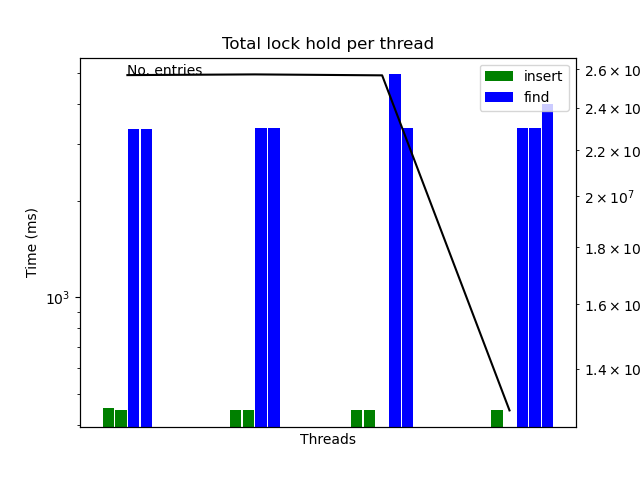 Total lock hold per thread
No. entries
insert
find
Time (ms)
10³
2.6 × 10
2.4 × 10
2.2 × 10
2 × 10⁷
1.8 × 10
1.6 × 10
1.4 × 10
Threads